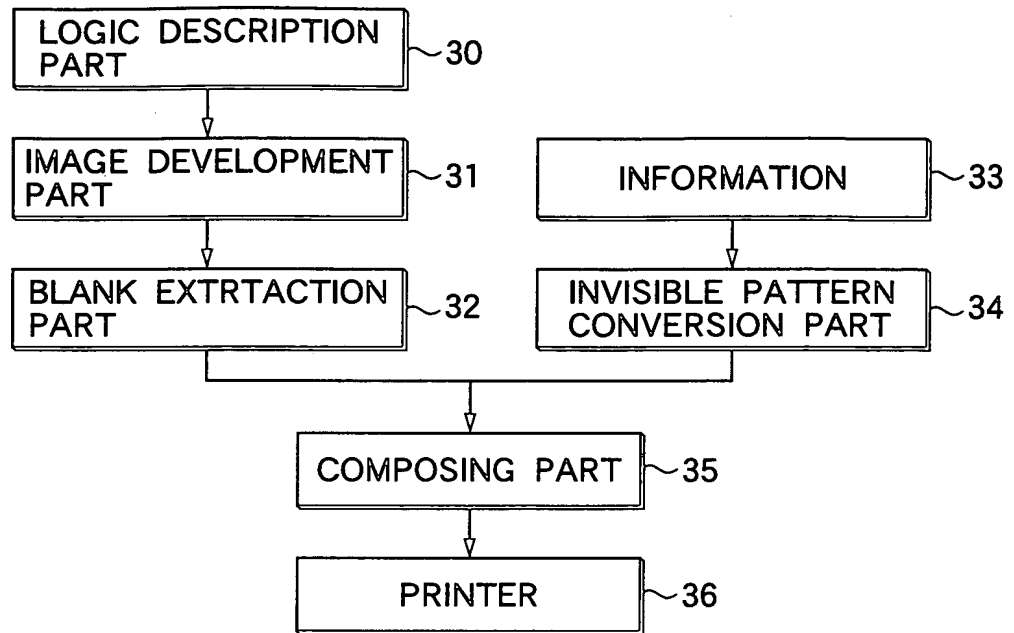 LOGIC DESCRIPTION
PART
30
IMAGE DEVELOPMENT
PART
31
INFORMATION
33
BLANK EXTRTACTION
PART
32
INVISIBLE PATTERN
CONVERSION PART
34
COMPOSING PART
35
PRINTER
36